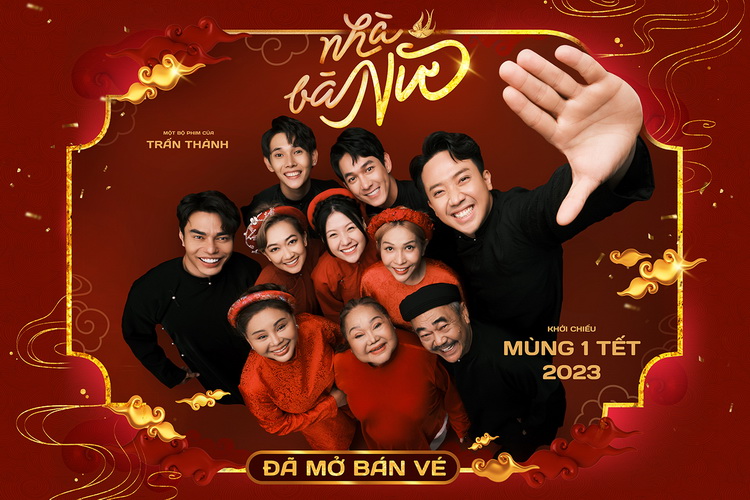 nhà
bà Nữ
MỘT BỘ PHIM CỦA
TRẤN THÀNH
KHỞI CHIẾU
MÙNG 1 TẾT
2023
ĐÃ MỞ BÁN VÉ